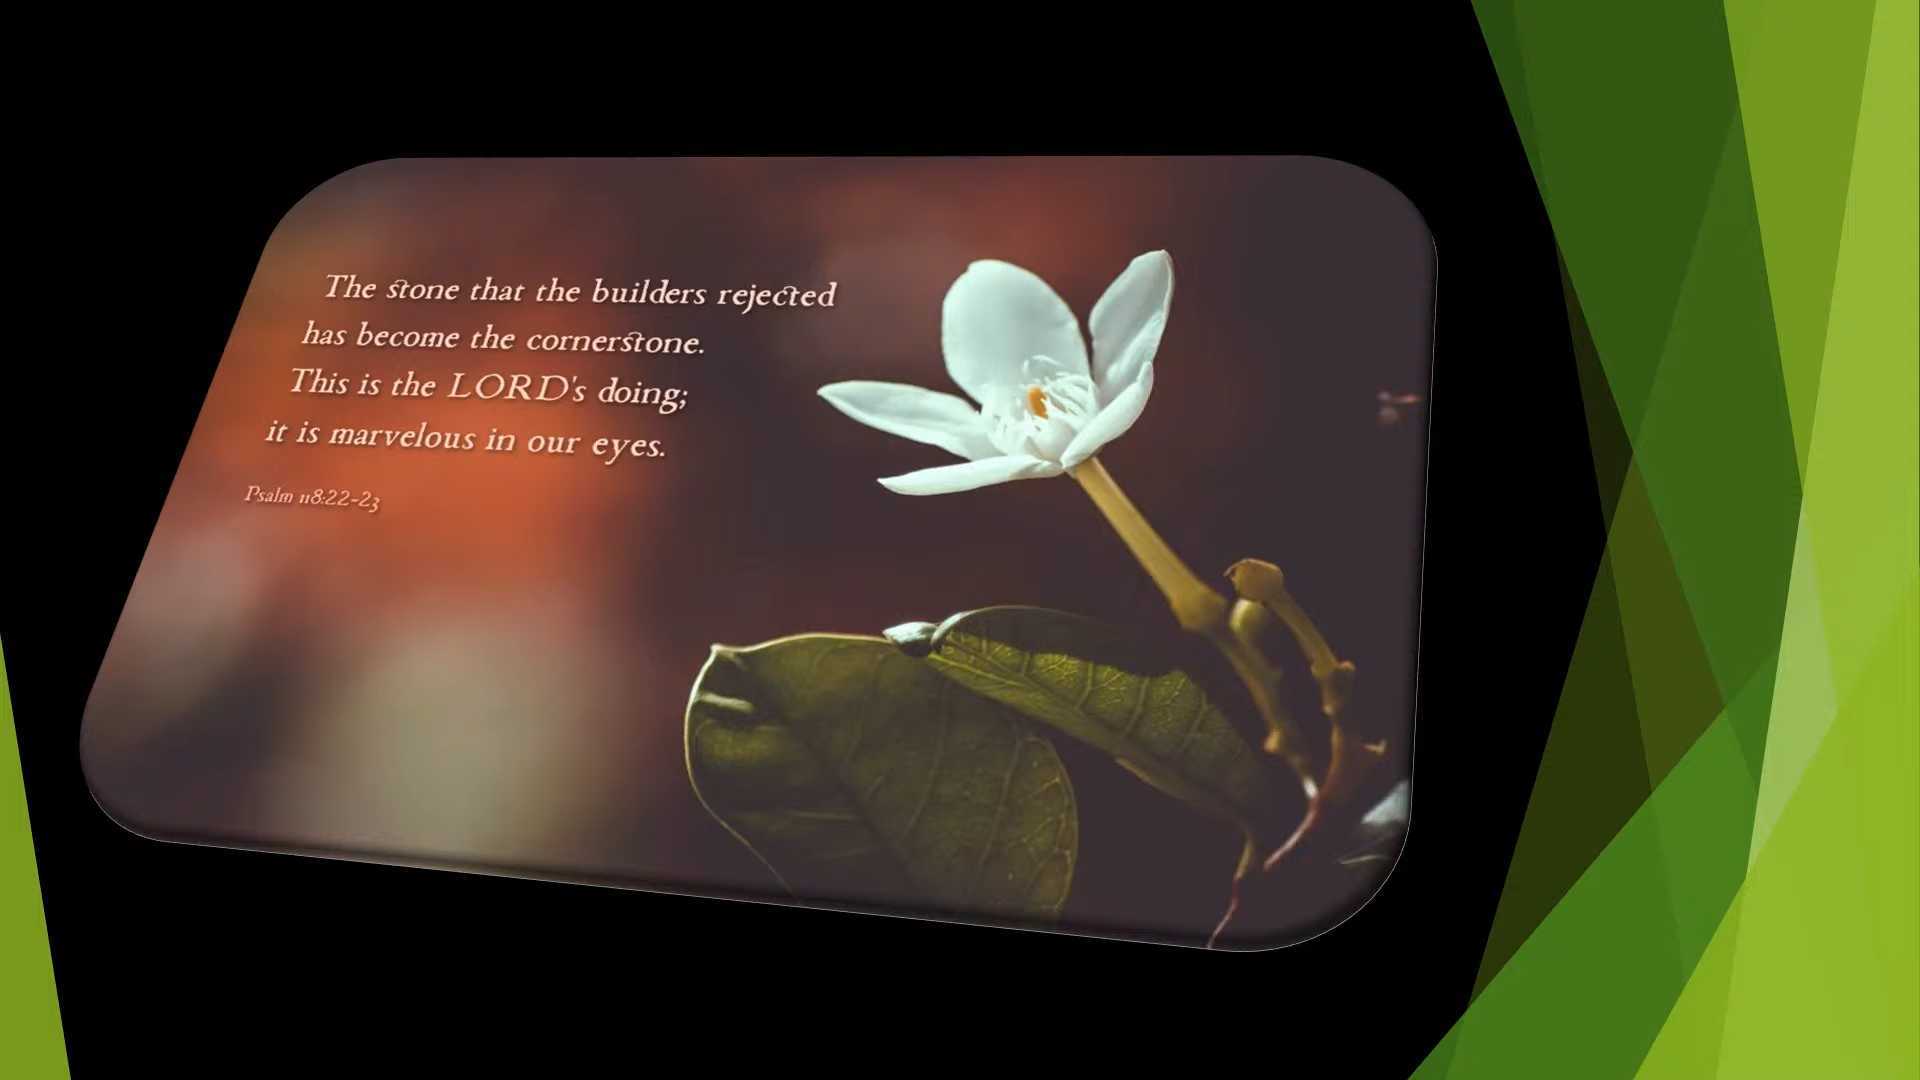 The stone that the builders rejected
has become the cornerstone.
This is the LORD's doing;
it is marvelous in our eyes.
Psalm 118:22-23